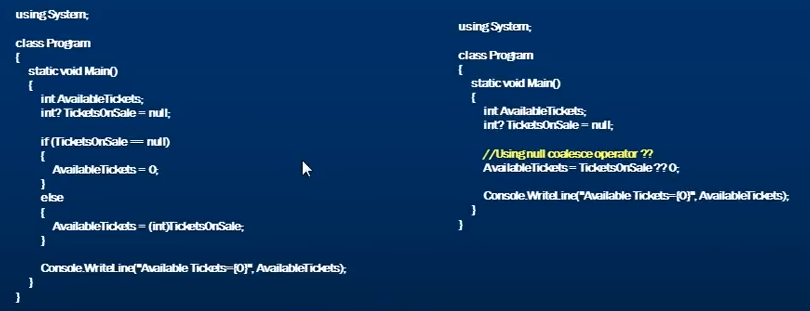 using System;
class Program
{
static void Main()
{
int AvailableTickets;
int? TicketsOnSale = null;
if (TicketsOnSale == null)
{
AvailableTickets = 0;
}
else
{
AvailableTickets = (int)TicketsOnSale;
}
Console.WriteLine("Available Tickets={0}", AvailableTickets);
}
}
using System;
class Program
{
static void Main()
{
int AvailableTickets;
int? TicketsOnSale = null;
//Using null coalesce operator ??
AvailableTickets = TicketsOnSale ?? 0;
Console.WriteLine("Available Tickets={0}", AvailableTickets);
}
}